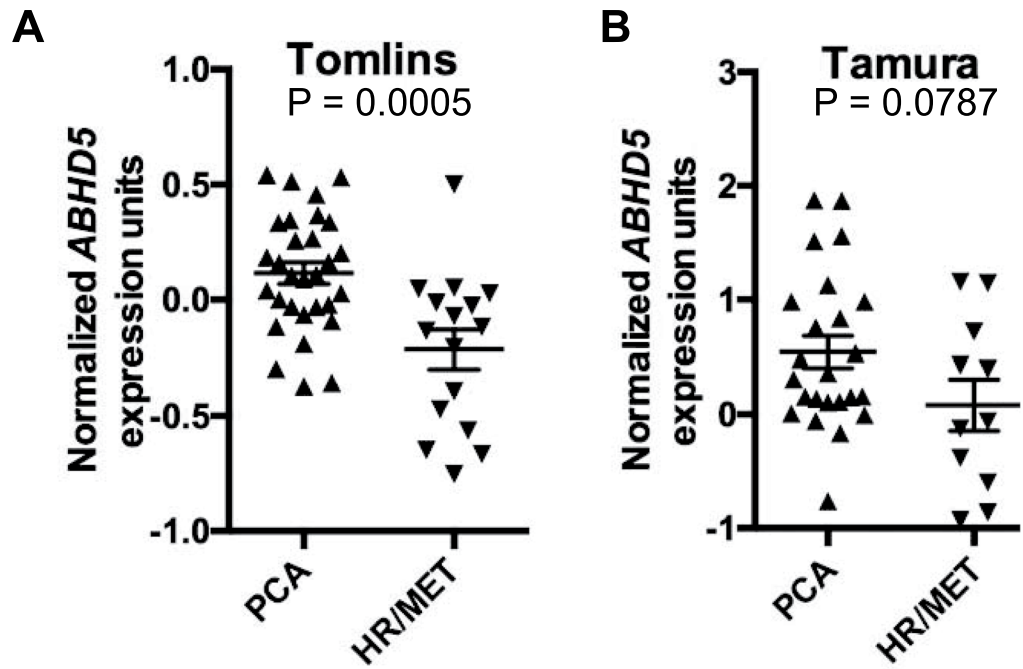 A
Tomlins
P = 0.0005
Normalized ABHD5
expression units
1.0
0.5
0.0
-0.5
-1.0
PCA
HR/MET
B
Tamura
P = 0.0787
Normalized ABHD5
expression units
3
2
1
0
-1
PCA
HR/MET